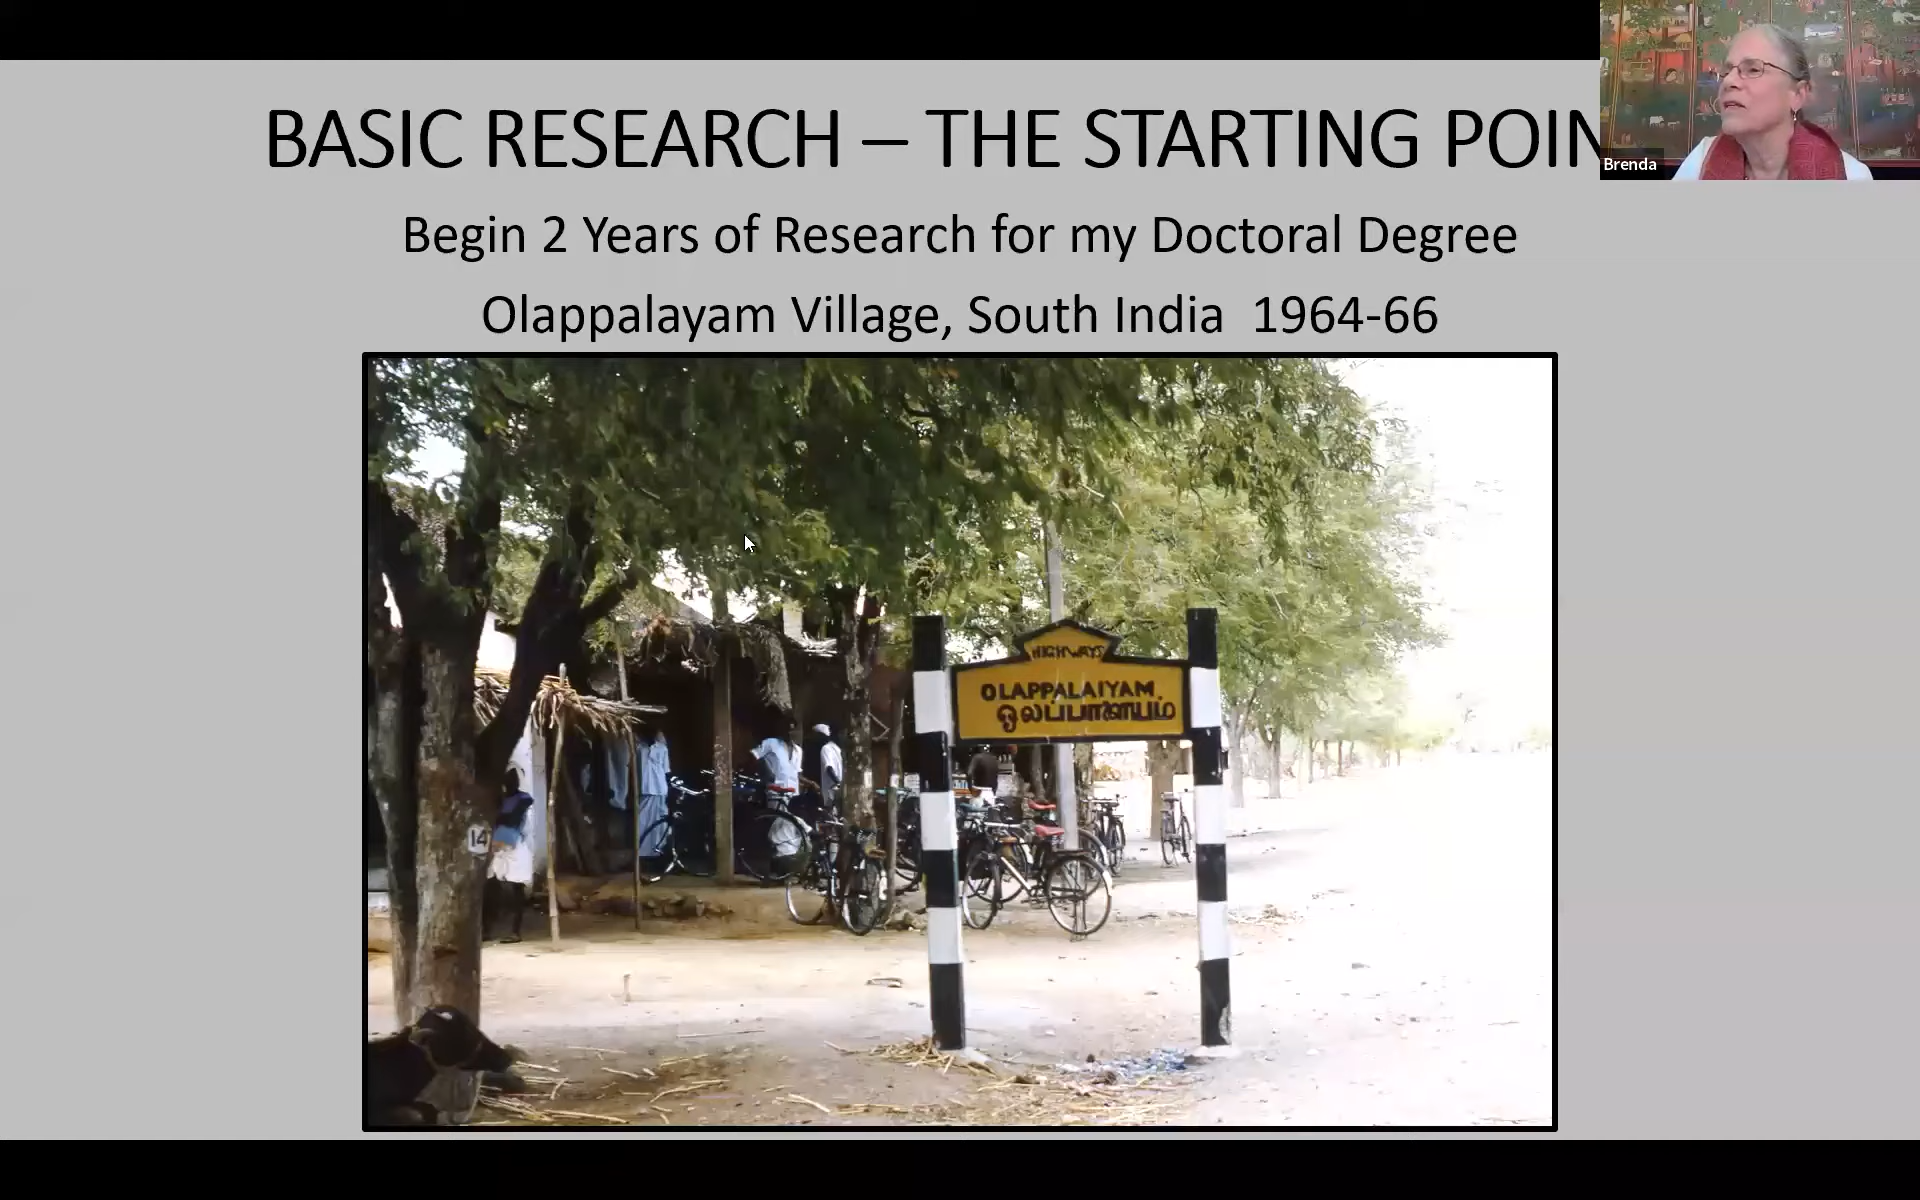 BASIC RESEARCH – THE STARTING POIN
Brenda
Begin 2 Years of Research for my Doctoral Degree
Olappalayam Village, South India 1964-66
HIGHWAYS
OLAPPALAIYAM
ஒலப்பாளையம்
14